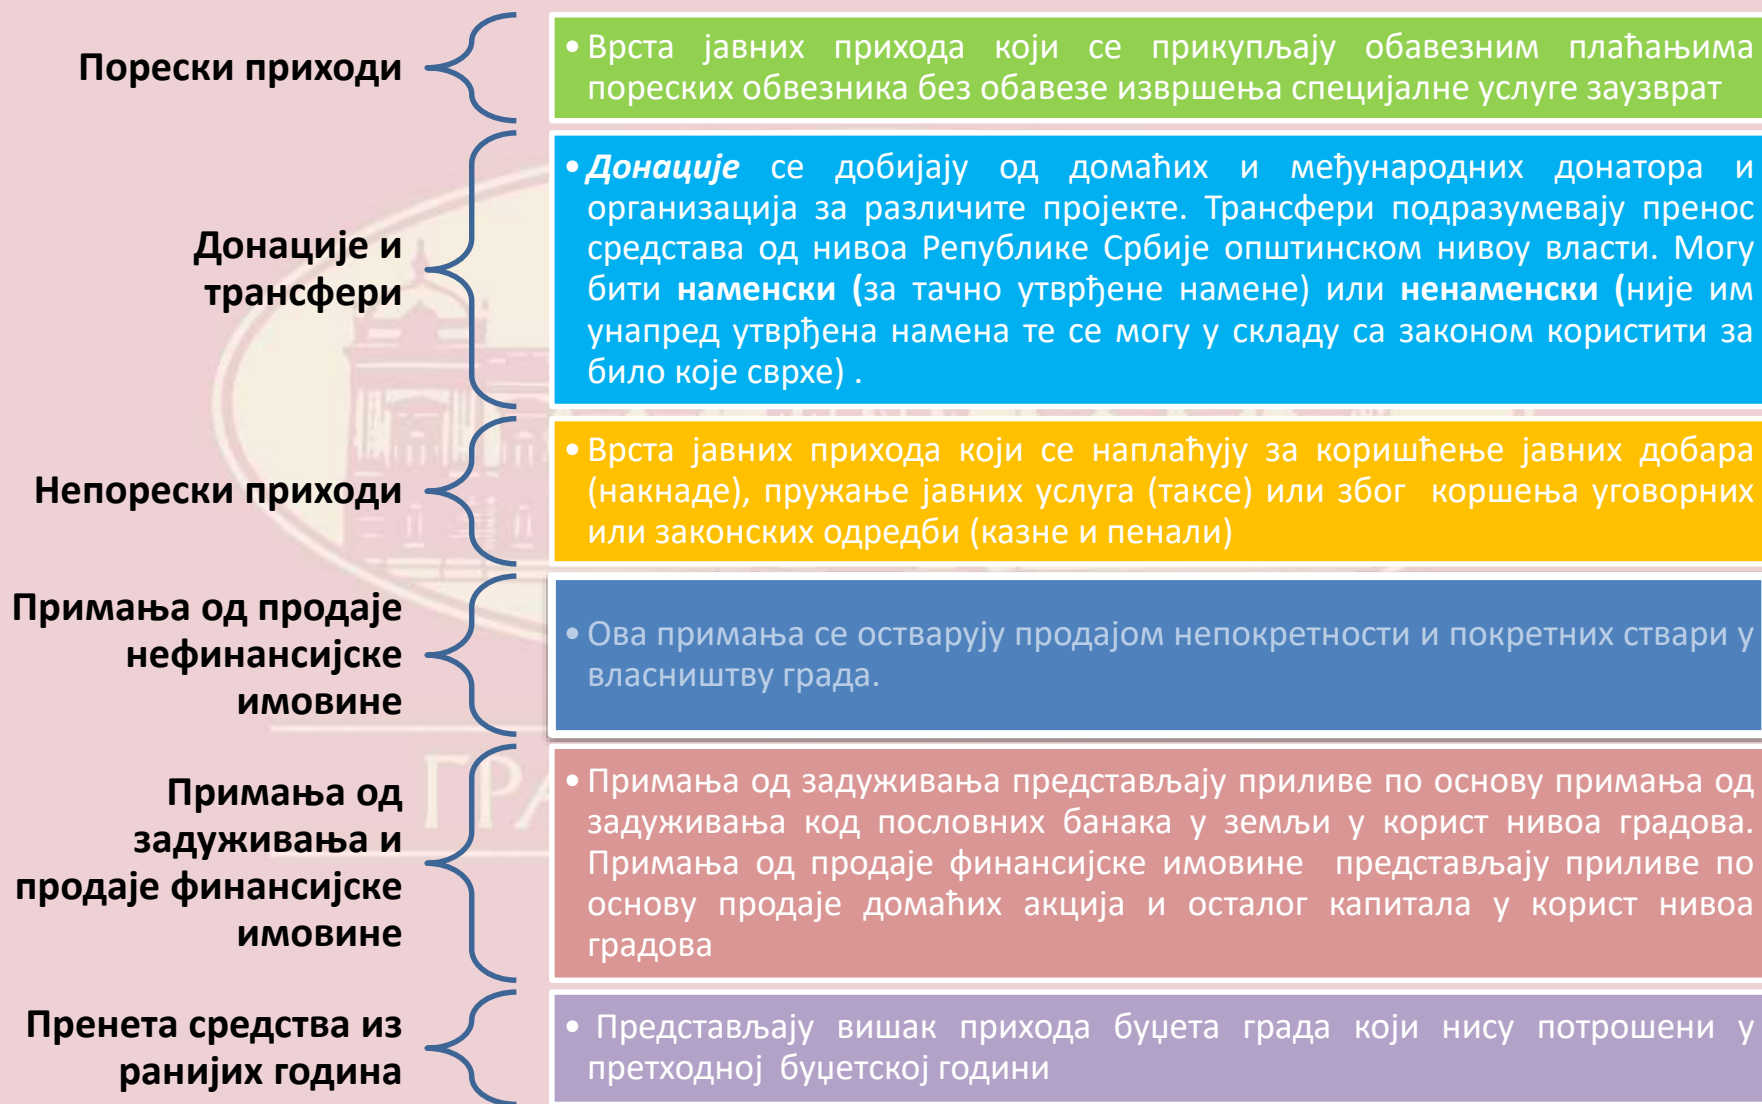 Порески приходи
• Врста јавних прихода који се прикупљају обавезним плаћањима
пореских обвезника без обавезе извршења специјалне услуге заузврат
Донације и
трансфери
• Донације се добијају од домаћих и међународних донатора и
организација за различите пројекте. Трансфери подразумевају пренос
средстава од нивоа Републике Србије општинском нивоу власти. Могу
бити наменски (за тачно утврђене намене) или ненаменски (није им
унапред утврђена намена те се могу у складу са законом користити за
било које сврхе) .
Непорески приходи
• Врста јавних прихода који се наплаћују за коришћење јавних добара
(накнаде), пружање јавних услуга (таксе) или због коршења уговорних
или законских одредби (казне и пенали)
Примања од продаје
нефинансијске
имовине
• Ова примања се остварују продајом непокретности и покретних ствари у
власништву града.
Примања од
задуживања и
продаје финансијске
имовине
• Примања од задуживања представљају приливе по основу примања од
задуживања код пословних банака у земљи у корист нивоа градова.
Примања од продаје финансијске имовине представљају приливе по
основу продаје домаћих акција и осталог капитала у корист нивоа
градова
Пренета средства из
ранијих година
• Представљају вишак прихода буџета града који нису потрошени у
претходној буџетској години